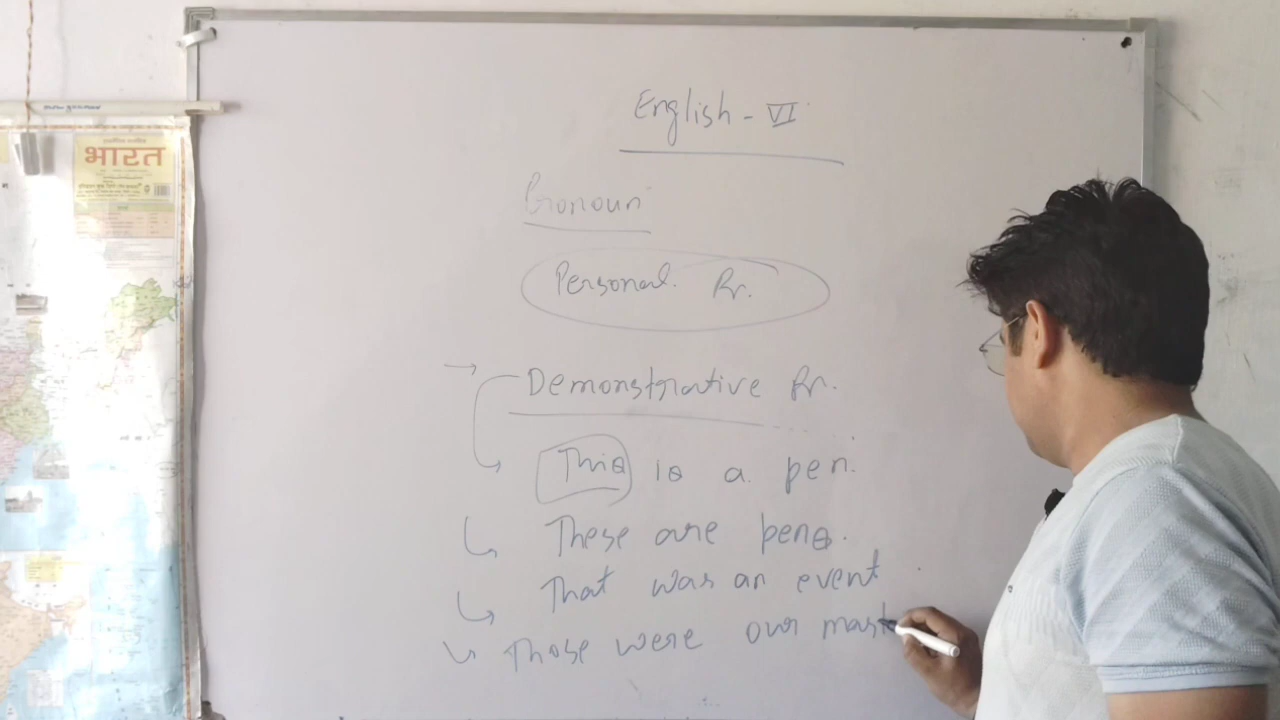 English - VI
Pronoun
Personal. Pr.
Demonstrative Pr.
This is a pen.
These are pens.
That was an event.
Those were our maste
भारत